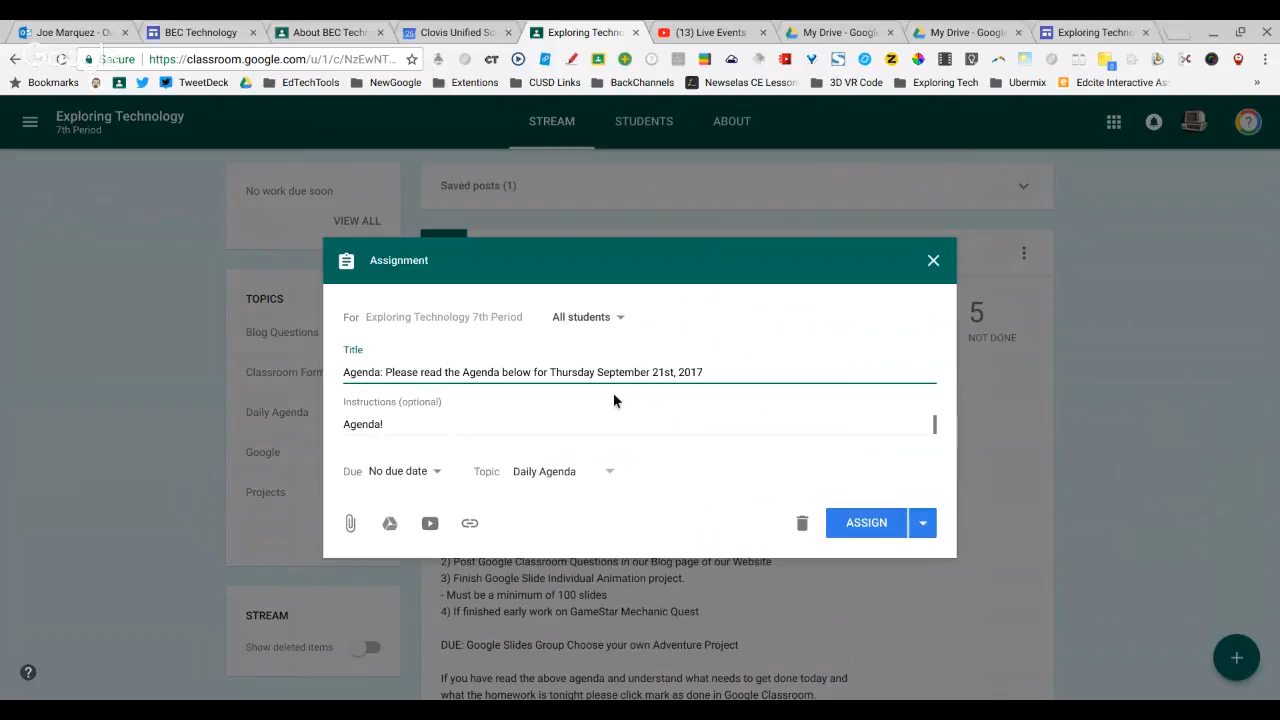 Joe Marquez - Ou
BEC Technology
About BEC Techn
Clovis Unified Sc
Exploring Techno
(13) Live Events
My Drive - Googl
My Drive - Googl
Exploring Techno
Secure
https://classroom.google.com/u/1/c/NzEwNT...
Bookmarks
TweetDeck
EdTechTools
NewGoogle
Extentions
CUSD Links
BackChannels
Newselas CE Lesson
3D VR Code
Exploring Tech
Ubermix
Edcite Interactive As
Exploring Technology
7th Period
STREAM
STUDENTS
ABOUT
No work due soon
VIEW ALL
Saved posts (1)
TOPICS
Blog Questions
Classroom Form
Daily Agenda
Google
Projects
5
NOT DONE
Assignment
For Exploring Technology 7th Period All students
Title
Agenda: Please read the Agenda below for Thursday September 21st, 2017
Instructions (optional)
Agenda!
Due No due date Topic Daily Agenda
ASSIGN
2) Post Google Classroom Questions in our Blog page of our Website
3) Finish Google Slide Individual Animation project.
- Must be a minimum of 100 slides
4) If finished early work on GameStar Mechanic Quest
DUE: Google Slides Group Choose your own Adventure Project
If you have read the above agenda and understand what needs to get done today and
what the homework is tonight please click mark as done in Google Classroom.
STREAM
Show deleted items